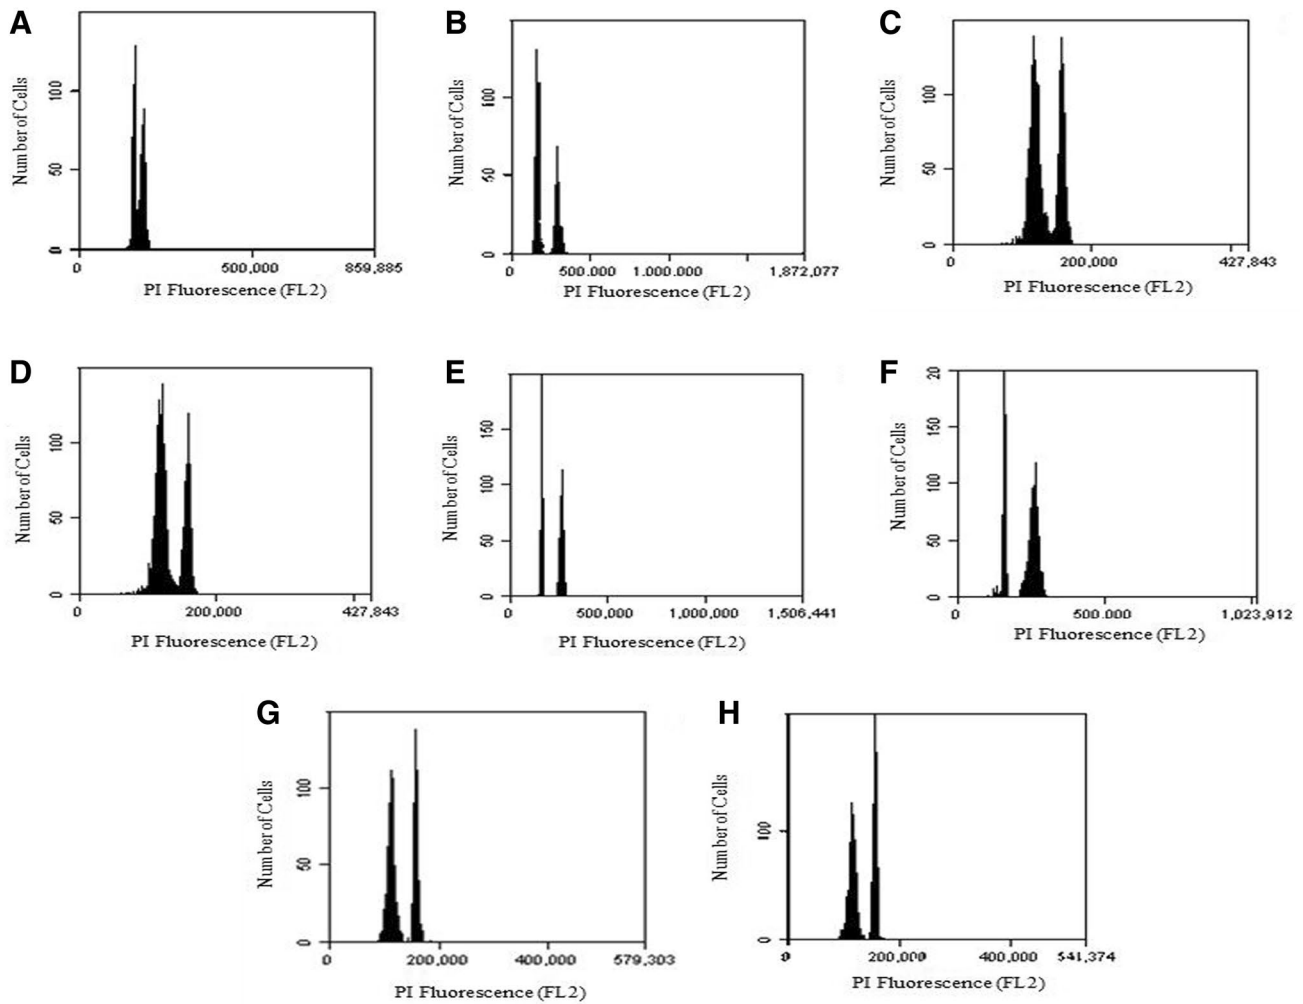 A
Number of Cells
100
50
0
0
500,000
859,885
PI Fluorescence (FL2)
B
Number of Cells
100
50
0
0
500.000
1.000.000
1,872,077
PI Fluorescence (FL2)
C
Number of Cells
100
50
0
0
200,000
427,843
PI Fluorescence (FL2)
D
Number of Cells
100
50
0
0
200,000
427,843
PI Fluorescence (FL2)
E
Number of Cells
150
100
50
0
0
500,000
1,000,000
1,506,441
PI Fluorescence (FL2)
F
Number of Cells
20
150
100
50
0
0
500.000
1,023,912
PI Fluorescence (FL2)
G
Number of Cells
100
50
0
0
200,000
400,000
579,303
PI Fluorescence (FL2)
H
Number of Cells
100
0
0
200,000
400,000
541,374
PI Fluorescence (FL2)